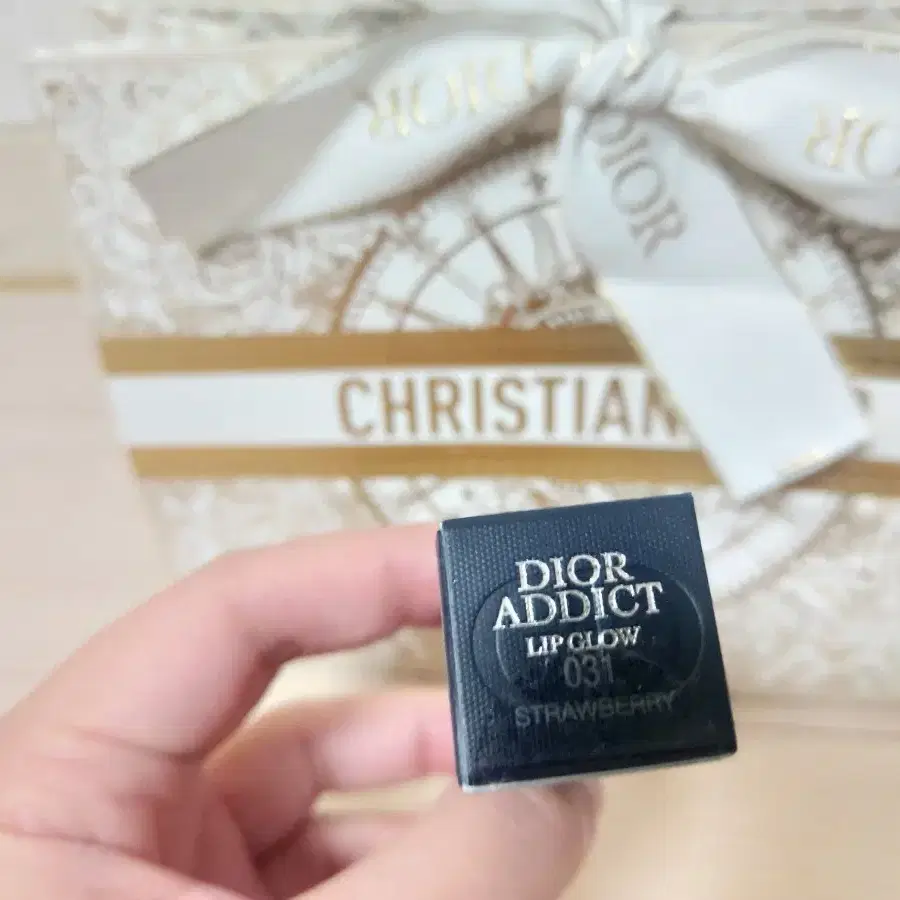 DIOR
DIOR
DIOR
CHRISTIAN
DIOR
ADDICT
LIP GLOW
031
STRAWBERRY